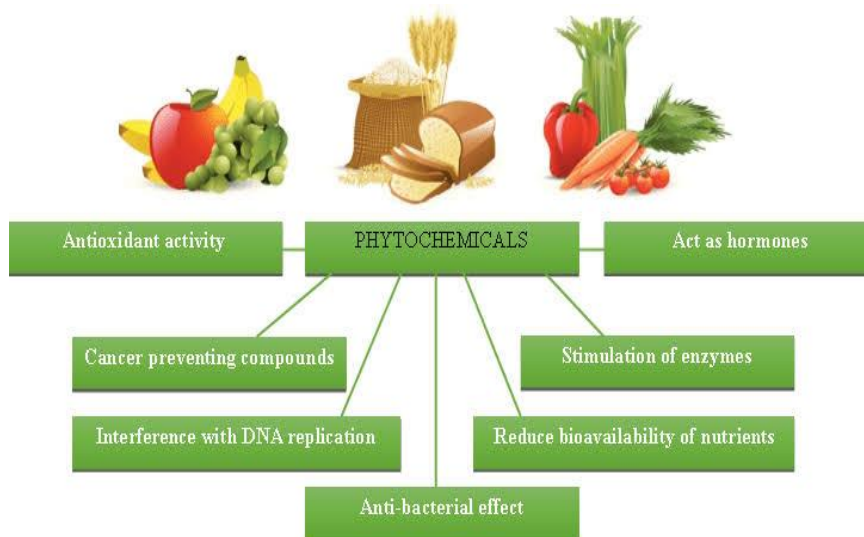 Antioxidant activity
PHYTOCHEMICALS
Act as hormones
Cancer preventing compounds
Stimulation of enzymes
Interference with DNA replication
Reduce bioavailability of nutrients
Anti-bacterial effect